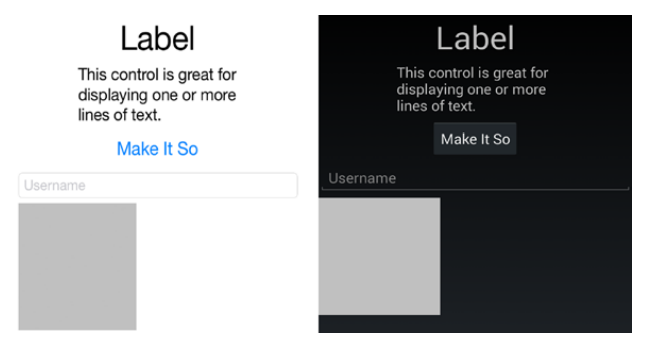 Label
This control is great for
displaying one or more
lines of text.
Make It So
Username
Label
This control is great for
displaying one or more
lines of text.
Make It So
Username